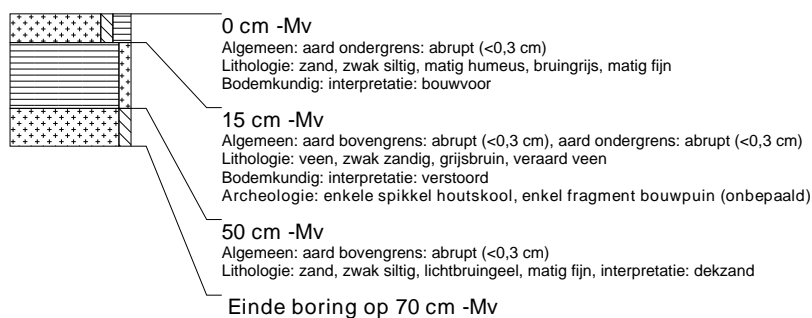 0 cm -Mv
Algemeen: aard ondergrens: abrupt (<0,3 cm)
Lithologie: zand, zwak siltig, matig humeus, bruingrijs, matig fijn
Bodemkundig: interpretatie: bouwvoor
15 cm -Mv
Algemeen: aard bovengrens: abrupt (<0,3 cm), aard ondergrens: abrupt (<0,3 cm)
Lithologie: veen, zwak zandig, grijsbruin, veraard veen
Bodemkundig: interpretatie: verstoord
Archeologie: enkele spikkel houtskool, enkel fragment bouwpuin (onbepaald)
50 cm -Mv
Algemeen: aard bovengrens: abrupt (<0,3 cm)
Lithologie: zand, zwak siltig, lichtbruingeel, matig fijn, interpretatie: dekzand
Einde boring op 70 cm -Mv